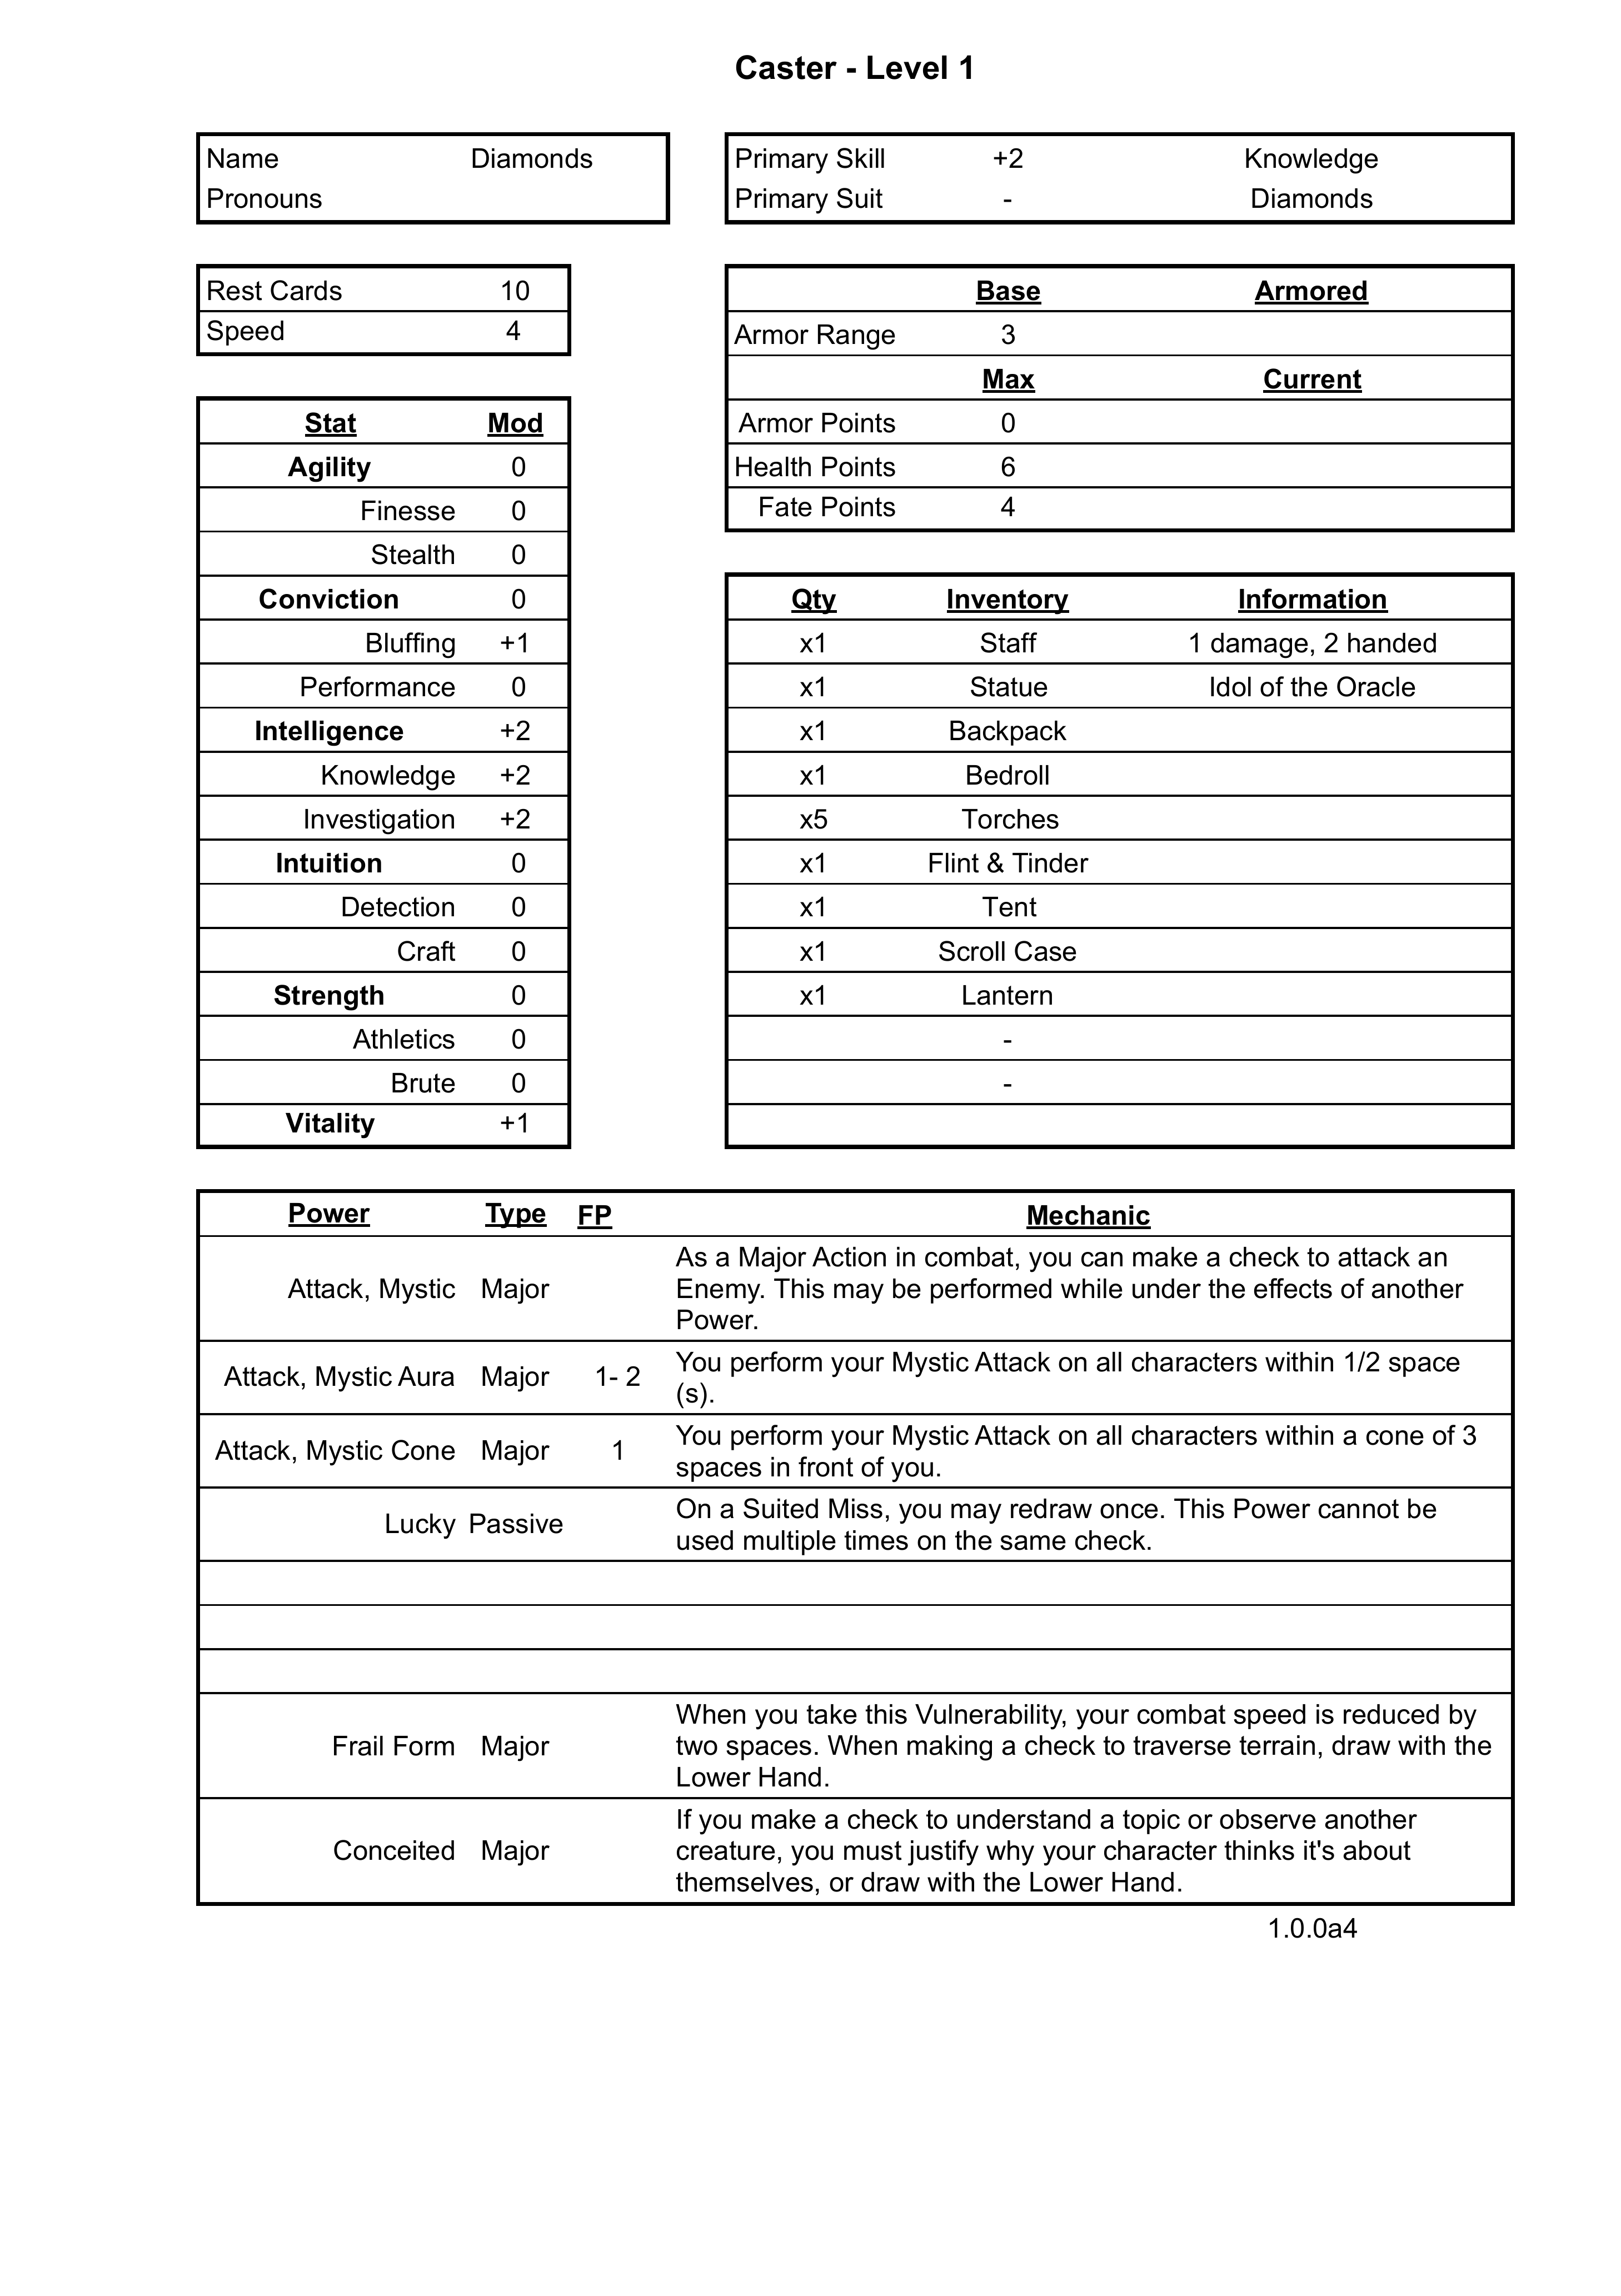 Caster - Level 1
Name Diamonds
Pronouns
Primary Skill +2 Knowledge
Primary Suit - Diamonds
Rest Cards 10
Speed 4
Base Armored
Armor Range 3
Max Current
Armor Points 0
Health Points 6
Fate Points 4
Stat Mod
Agility 0
Finesse 0
Stealth 0
Conviction 0
Bluffing +1
Performance 0
Intelligence +2
Knowledge +2
Investigation +2
Intuition 0
Detection 0
Craft 0
Strength 0
Athletics 0
Brute 0
Vitality +1
Qty Inventory Information
x1 Staff 1 damage, 2 handed
x1 Statue Idol of the Oracle
x1 Backpack
x1 Bedroll
x5 Torches
x1 Flint & Tinder
x1 Tent
x1 Scroll Case
x1 Lantern
-
-
Power Type FP Mechanic
Attack, Mystic Major
As a Major Action in combat, you can make a check to attack an
Enemy. This may be performed while under the effects of another
Power.
Attack, Mystic Aura Major 1- 2
You perform your Mystic Attack on all characters within 1/2 space
(s).
Attack, Mystic Cone Major 1
You perform your Mystic Attack on all characters within a cone of 3
spaces in front of you.
Lucky Passive
On a Suited Miss, you may redraw once. This Power cannot be
used multiple times on the same check.
Frail Form Major
When you take this Vulnerability, your combat speed is reduced by
two spaces. When making a check to traverse terrain, draw with the
Lower Hand.
Conceited Major
If you make a check to understand a topic or observe another
creature, you must justify why your character thinks it's about
themselves, or draw with the Lower Hand.
1.0.0a4